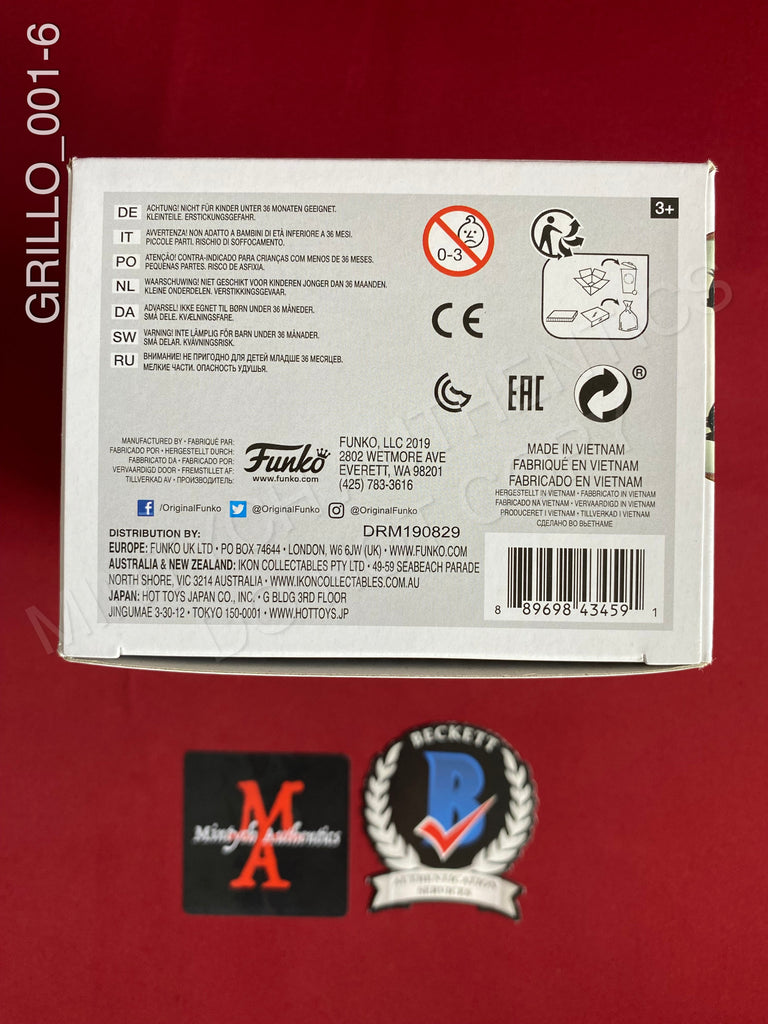 GRILLO_001-6
3+
DE ACHTUNG! NICHT FÜR KINDER UNTER 36 MONATEN GEEIGNET.
KLEINTEILE. ERSTICKUNGSGEFAHR.
IT AVVERTENZA! NON ADATTO A BAMBINI DI ETÀ INFERIORE A 36 MESI.
PICCOLE PARTI. RISCHIO DI SOFFOCAMENTO.
PO ATENÇÃO! CONTRA-INDICADO PARA CRIANÇAS COM MENOS DE 36 MESES.
PEQUENAS PARTES. RISCO DE ASFIXIA.
NL WAARSCHUWING! NIET GESCHIKT VOOR KINDEREN JONGER DAN 36 MAANDEN.
KLEINE ONDERDELEN. VERSTIKKINGSGEVAAR.
DA ADVARSEL! IKKE EGNET TIL BØRN UNDER 36 MÅNEDER.
SMÅ DELE. KVÆLNINGSFARE.
SW VARNING! INTE LÄMPLIG FÖR BARN UNDER 36 MÅNADER.
SMÅ DELAR. KVÄVNINGSRISK.
RU ВНИМАНИЕ! НЕ ПРИГОДНО ДЛЯ ДЕТЕЙ МЛАДШЕ 36 МЕСЯЦЕВ.
МЕЛКИЕ ЧАСТИ. ОПАСНОСТЬ УДУШЬЯ.
0-3
CE
EAC
®
MANUFACTURED BY • FABRIQUÉ PAR:
FABRICADO POR • HERGESTELLT DURCH:
FABBRICATO DA • FABRICADO POR:
VERVAARDIGD DOOR • FREMSTILLET AF:
TILLVERKAD AV • ПРОИЗВОДИТЕЛЬ:
Funko
www.funko.com
FUNKO, LLC 2019
2802 WETMORE AVE
EVERETT, WA 98201
(425) 783-3616
MADE IN VIETNAM
FABRIQUÉ EN VIETNAM
FABRICADO EN VIETNAM
HERGESTELLT IN VIETNAM • FABBRICATO IN VIETNAM
FABRICADO NA VIETNAM • VERVAARDIGD IN VIETNAM
PRODUCERET I VIETNAM • TILLVERKAD I VIETNAM
СДЕЛАНО ВО ВЬЕТНАМЕ
f /OriginalFunko @OriginalFunko @OriginalFunko
DRM190829
DISTRIBUTION BY:
EUROPE: FUNKO UK LTD • PO BOX 74644 • LONDON, W6 6JW (UK) • WWW.FUNKO.COM
AUSTRALIA & NEW ZEALAND: IKON COLLECTABLES PTY LTD • 49-59 SEABEACH PARADE
NORTH SHORE, VIC 3214 AUSTRALIA • WWW.IKONCOLLECTABLES.COM.AU
JAPAN: HOT TOYS JAPAN CO., INC. • G BLDG 3RD FLOOR
JINGUMAE 3-30-12 • TOKYO 150-0001 • WWW.HOTTOYS.JP
8 89698 43459 1
MA
Mintych Authentics
BECKETT
B
AUTHENTICATION
SERVICES